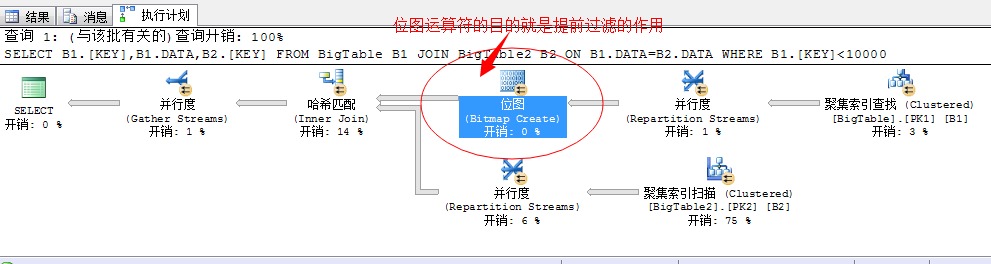 结果 消息 执行计划
位图运算符的目的就是提前过滤的作用
查询 1: (与该批有关的)查询开销: 100%
SELECT B1.[KEY],B1.DATA,B2.[KEY] FROM BigTable B1 JOIN BigTable2 B2 ON B1.DATA=B2.DATA WHERE B1.[KEY]<10000
SELECT
开销: 0 %
并行度
(Gather Streams)
开销: 1 %
哈希匹配
(Inner Join)
开销: 14 %
位图
(Bitmap Create)
开销: 0 %
并行度
(Repartition Streams)
开销: 1 %
聚集索引查找 (Clustered)
[BigTable].[PK1] [B1]
开销: 3 %
并行度
(Repartition Streams)
开销: 6 %
聚集索引扫描 (Clustered)
[BigTable2].[PK2] [B2]
开销: 75 %